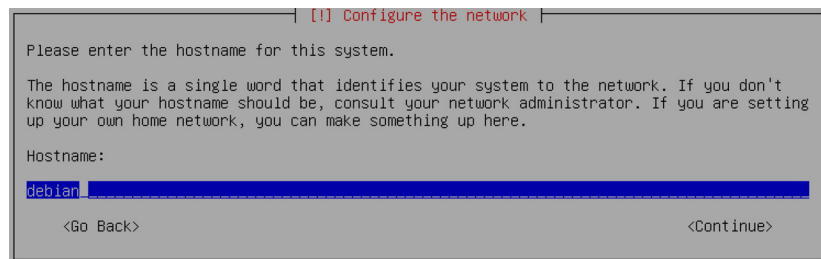 [!] Configure the network
Please enter the hostname for this system.
The hostname is a single word that identifies your system to the network. If you don't
know what your hostname should be, consult your network administrator. If you are setting
up your own home network, you can make something up here.
Hostname:
debian
<Go Back> <Continue>